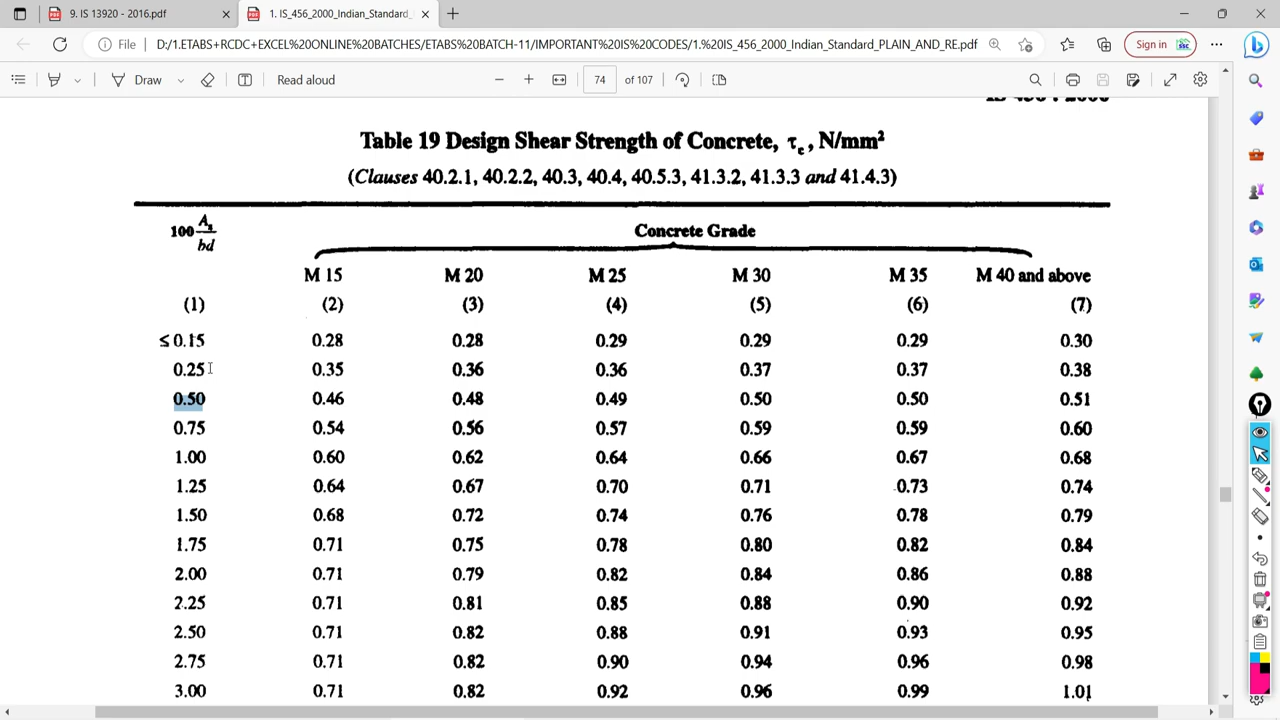 9. IS 13920 - 2016.pdf
1. IS_456_2000_Indian_Standard_
File
D:/1.ETABS+RCDC+EXCEL%20ONLINE%20BATCHES/ETABS%20BATCH-11/IMPORTANT%20IS%20CODES/1.%20IS_456_2000_Indian_Standard_PLAIN_AND_RE.pdf
Sign in
Draw
Read aloud
74 of 107
IS 456 : 2000
Table 19 Design Shear Strength of Concrete, τc, N/mm²
(Clauses 40.2.1, 40.2.2, 40.3, 40.4, 40.5.3, 41.3.2, 41.3.3 and 41.4.3)
100 As/bd Concrete Grade
M 15 M 20 M 25 M 30 M 35 M 40 and above
(1) (2) (3) (4) (5) (6) (7)
≤ 0.15 0.28 0.28 0.29 0.29 0.29 0.30
0.25 0.35 0.36 0.36 0.37 0.37 0.38
0.50 0.46 0.48 0.49 0.50 0.50 0.51
0.75 0.54 0.56 0.57 0.59 0.59 0.60
1.00 0.60 0.62 0.64 0.66 0.67 0.68
1.25 0.64 0.67 0.70 0.71 0.73 0.74
1.50 0.68 0.72 0.74 0.76 0.78 0.79
1.75 0.71 0.75 0.78 0.80 0.82 0.84
2.00 0.71 0.79 0.82 0.84 0.86 0.88
2.25 0.71 0.81 0.85 0.88 0.90 0.92
2.50 0.71 0.82 0.88 0.91 0.93 0.95
2.75 0.71 0.82 0.90 0.94 0.96 0.98
3.00 0.71 0.82 0.92 0.96 0.99 1.01